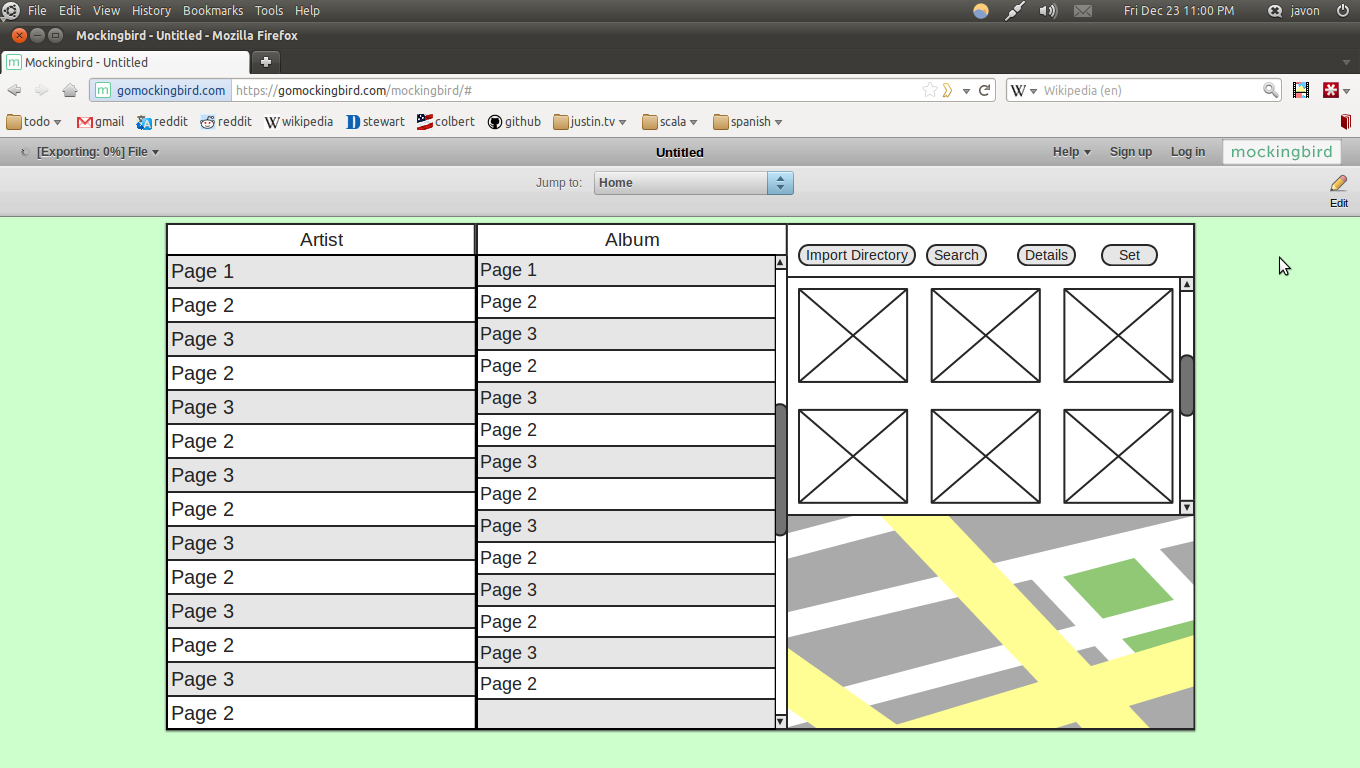 File Edit View History Bookmarks Tools Help Fri Dec 23 11:00 PM javon
Mockingbird - Untitled - Mozilla Firefox
Mockingbird - Untitled
gomockingbird.com https://gomockingbird.com/mockingbird/# Wikipedia (en)
todo gmail reddit reddit wikipedia stewart colbert github justin.tv scala spanish
[Exporting: 0%] File Untitled Help Sign up Log in mockingbird
Jump to: Home
Edit
Artist
Page 1
Page 2
Page 3
Page 2
Page 3
Page 2
Page 3
Page 2
Page 3
Page 2
Page 3
Page 2
Page 3
Page 2
Album
Page 1
Page 2
Page 3
Page 2
Page 3
Page 2
Page 3
Page 2
Page 3
Page 2
Page 3
Page 2
Page 3
Page 2
Import Directory Search Details Set